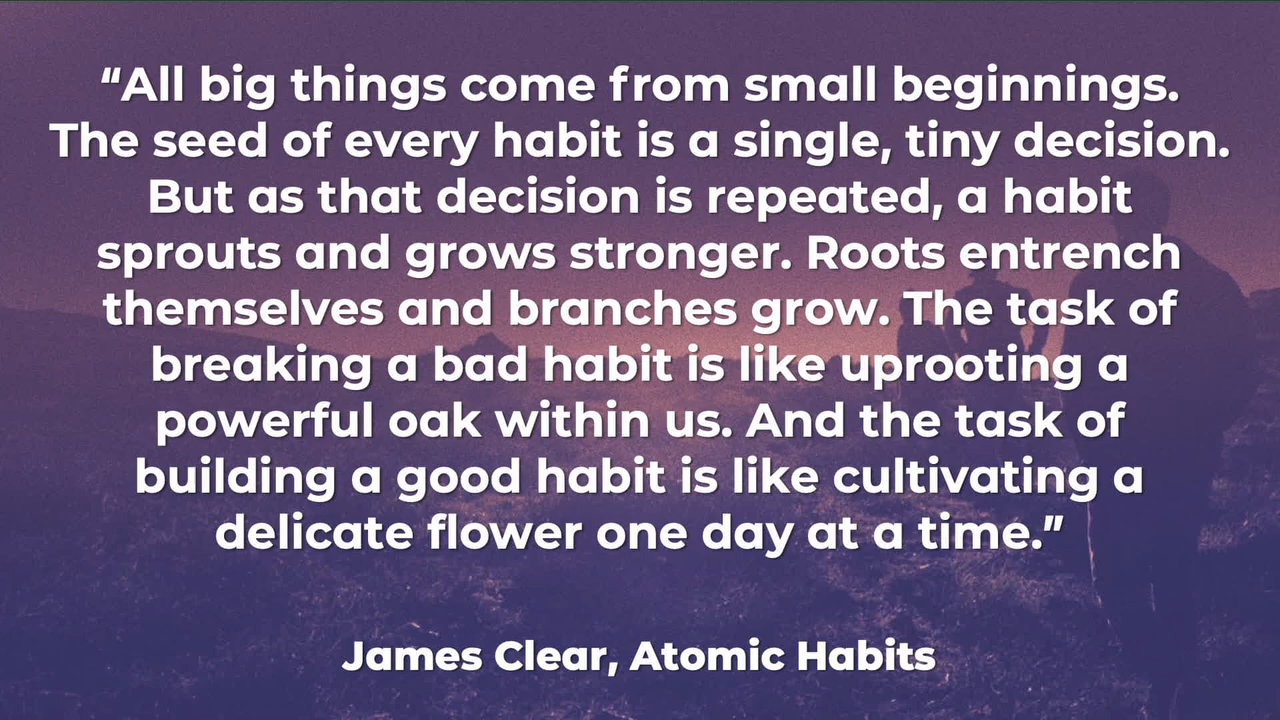 “All big things come from small beginnings.
The seed of every habit is a single, tiny decision.
But as that decision is repeated, a habit
sprouts and grows stronger. Roots entrench
themselves and branches grow. The task of
breaking a bad habit is like uprooting a
powerful oak within us. And the task of
building a good habit is like cultivating a
delicate flower one day at a time.”
James Clear, Atomic Habits